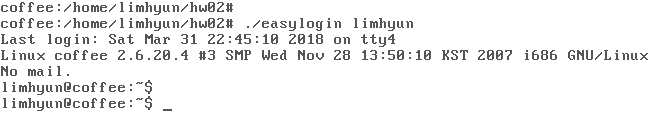 coffee:/home/limhyun/hw02#
coffee:/home/limhyun/hw02# ./easylogin limhyun
Last login: Sat Mar 31 22:45:10 2018 on tty4
Linux coffee 2.6.20.4 #3 SMP Wed Nov 28 13:50:10 KST 2007 i686 GNU/Linux
No mail.
limhyun@coffee:~$
limhyun@coffee:~$ _